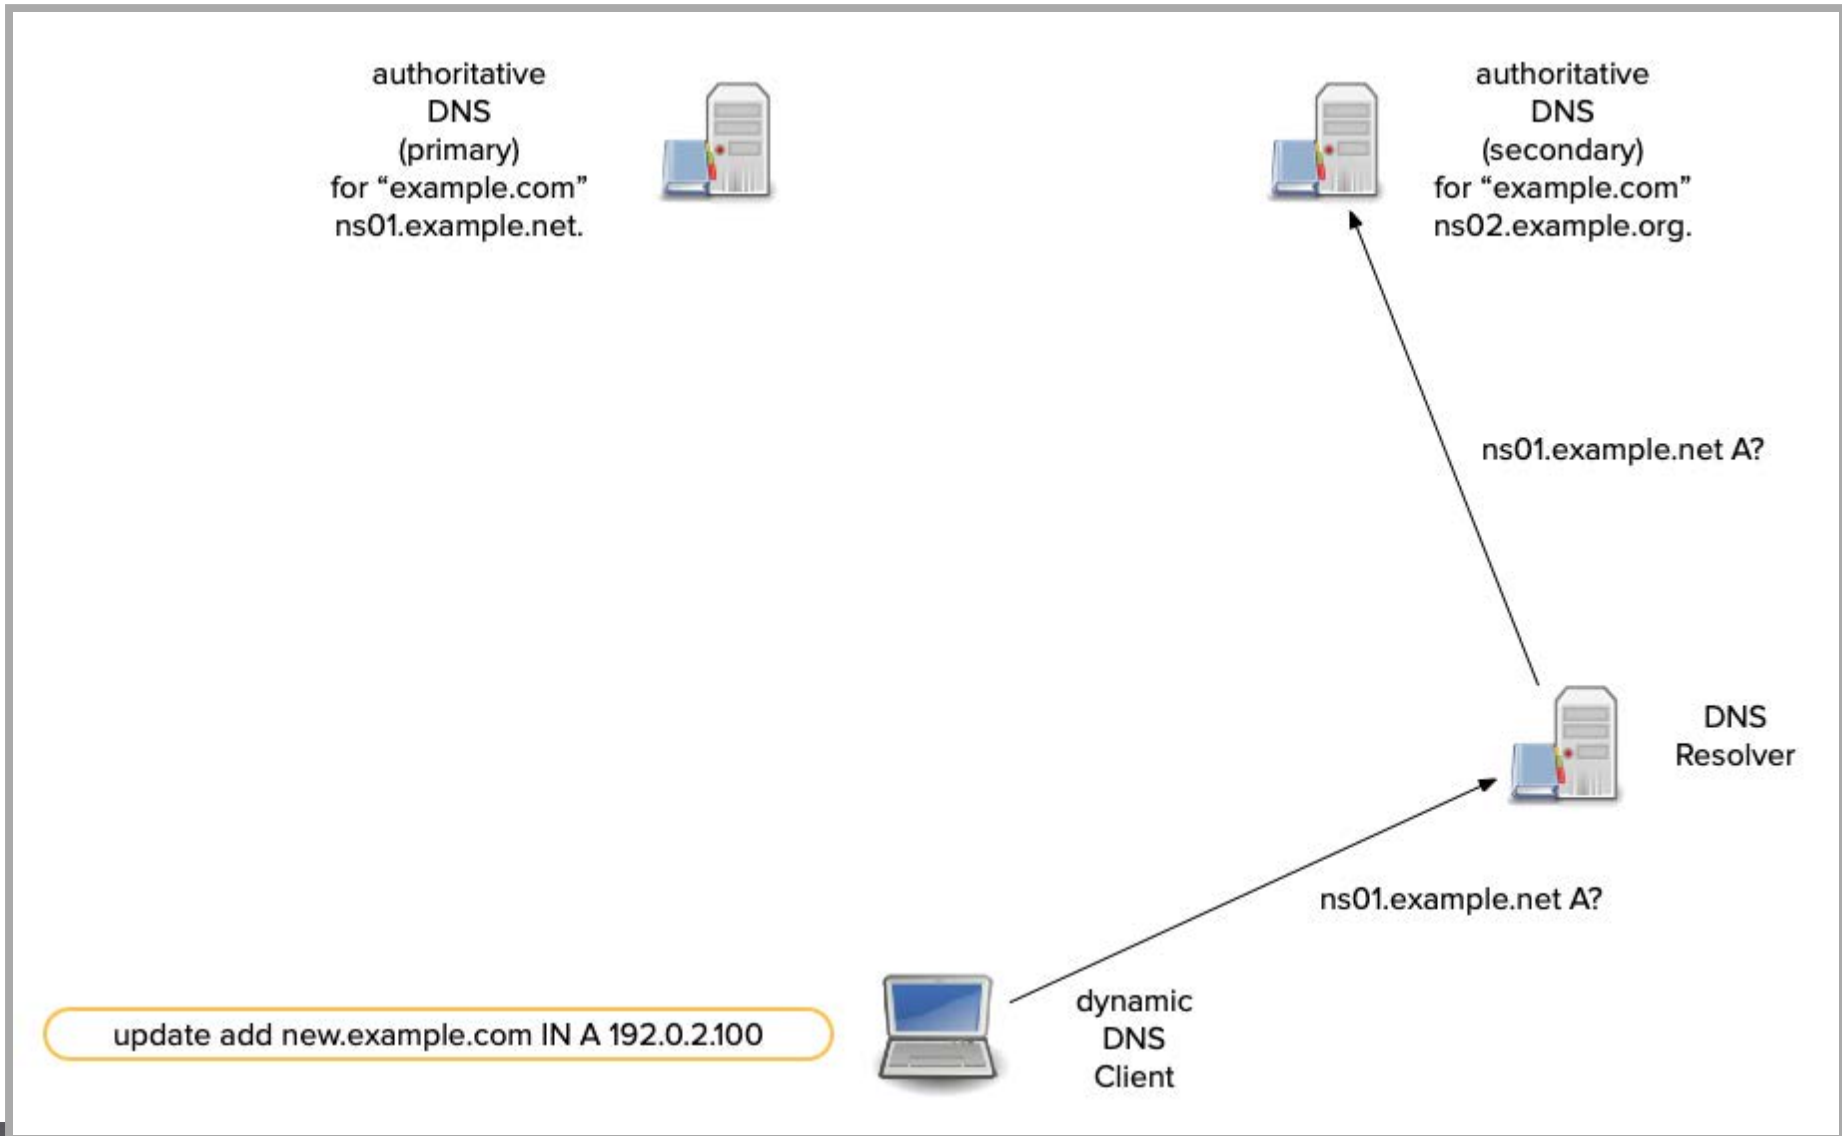 authoritative
DNS
(primary)
for “example.com”
ns01.example.net.
authoritative
DNS
(secondary)
for “example.com”
ns02.example.org.
ns01.example.net A?
DNS
Resolver
ns01.example.net A?
update add new.example.com IN A 192.0.2.100
dynamic
DNS
Client